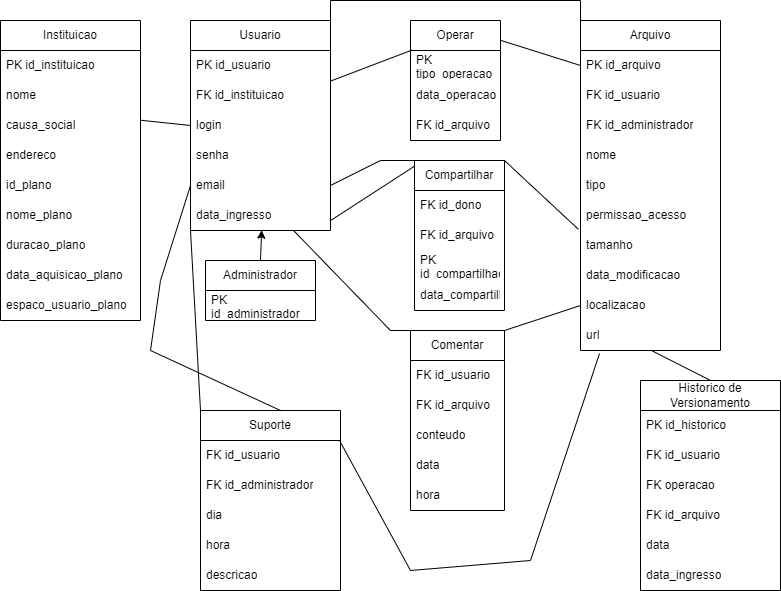 Instituicao
PK id_instituicao
nome
causa_social
endereco
id_plano
nome_plano
duracao_plano
data_aquisicao_plano
espaco_usuario_plano
Usuario
PK id_usuario
FK id_instituicao
login
senha
email
data_ingresso
Administrador
PK
id_administrador
Operar
PK
tipo_operacao
data_operacao
FK id_arquivo
Compartilhar
FK id_dono
FK id_arquivo
PK
id_compartilha
data_compartil
Comentar
FK id_usuario
FK id_arquivo
conteudo
data
hora
Arquivo
PK id_arquivo
FK id_usuario
FK id_administrador
nome
tipo
permissao_acesso
tamanho
data_modificacao
localizacao
url
Suporte
FK id_usuario
FK id_administrador
dia
hora
descricao
Historico de
Versionamento
PK id_historico
FK id_usuario
FK operacao
FK id_arquivo
data
data_ingresso